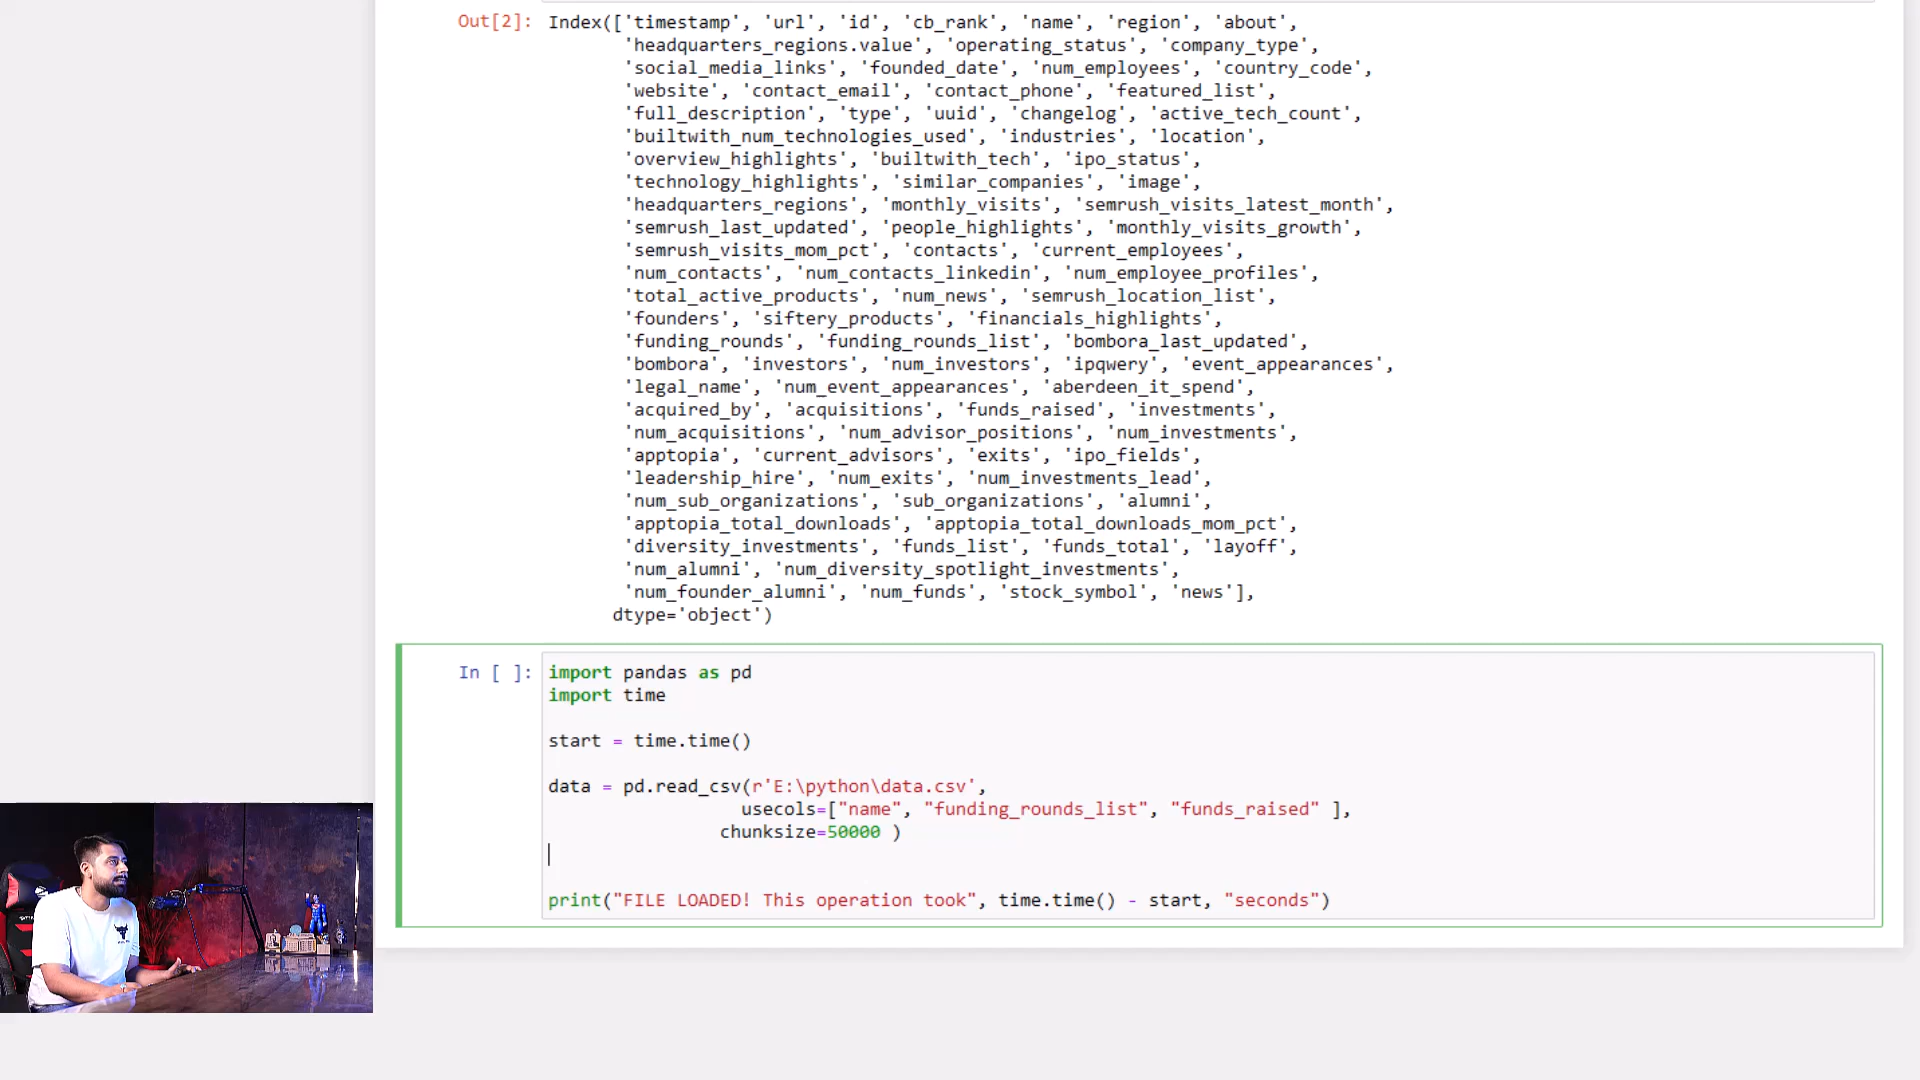 Out[2]: Index(['timestamp', 'url', 'id', 'cb_rank', 'name', 'region', 'about',
'headquarters_regions.value', 'operating_status', 'company_type',
'social_media_links', 'founded_date', 'num_employees', 'country_code',
'website', 'contact_email', 'contact_phone', 'featured_list',
'full_description', 'type', 'uuid', 'changelog', 'active_tech_count',
'builtwith_num_technologies_used', 'industries', 'location',
'overview_highlights', 'builtwith_tech', 'ipo_status',
'technology_highlights', 'similar_companies', 'image',
'headquarters_regions', 'monthly_visits', 'semrush_visits_latest_month',
'semrush_last_updated', 'people_highlights', 'monthly_visits_growth',
'semrush_visits_mom_pct', 'contacts', 'current_employees',
'num_contacts', 'num_contacts_linkedin', 'num_employee_profiles',
'total_active_products', 'num_news', 'semrush_location_list',
'founders', 'siftery_products', 'financials_highlights',
'funding_rounds', 'funding_rounds_list', 'bombora_last_updated',
'bombora', 'investors', 'num_investors', 'ipqwery', 'event_appearances',
'legal_name', 'num_event_appearances', 'aberdeen_it_spend',
'acquired_by', 'acquisitions', 'funds_raised', 'investments',
'num_acquisitions', 'num_advisor_positions', 'num_investments',
'apptopia', 'current_advisors', 'exits', 'ipo_fields',
'leadership_hire', 'num_exits', 'num_investments_lead',
'num_sub_organizations', 'sub_organizations', 'alumni',
'apptopia_total_downloads', 'apptopia_total_downloads_mom_pct',
'diversity_investments', 'funds_list', 'funds_total', 'layoff',
'num_alumni', 'num_diversity_spotlight_investments',
'num_founder_alumni', 'num_funds', 'stock_symbol', 'news'],
dtype='object')
In [ ]: import pandas as pd
import time
start = time.time()
data = pd.read_csv(r'E:\python\data.csv',
usecols=["name", "funding_rounds_list", "funds_raised" ],
chunksize=50000 )
print("FILE LOADED! This operation took", time.time() - start, "seconds")